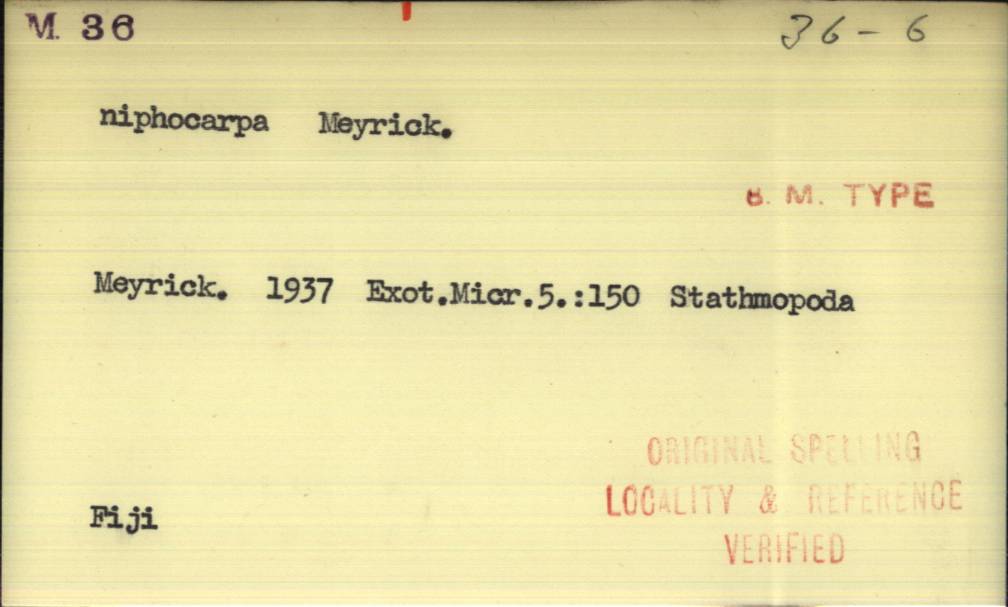 M. 36
36 - 6
niphocarpa Meyrick.
B. M. TYPE
Meyrick. 1937 Exot.Micr.5.:150 Stathmopoda
ORIGINAL SPELLING
LOCALITY & REFERENCE
VERIFIED
Fiji